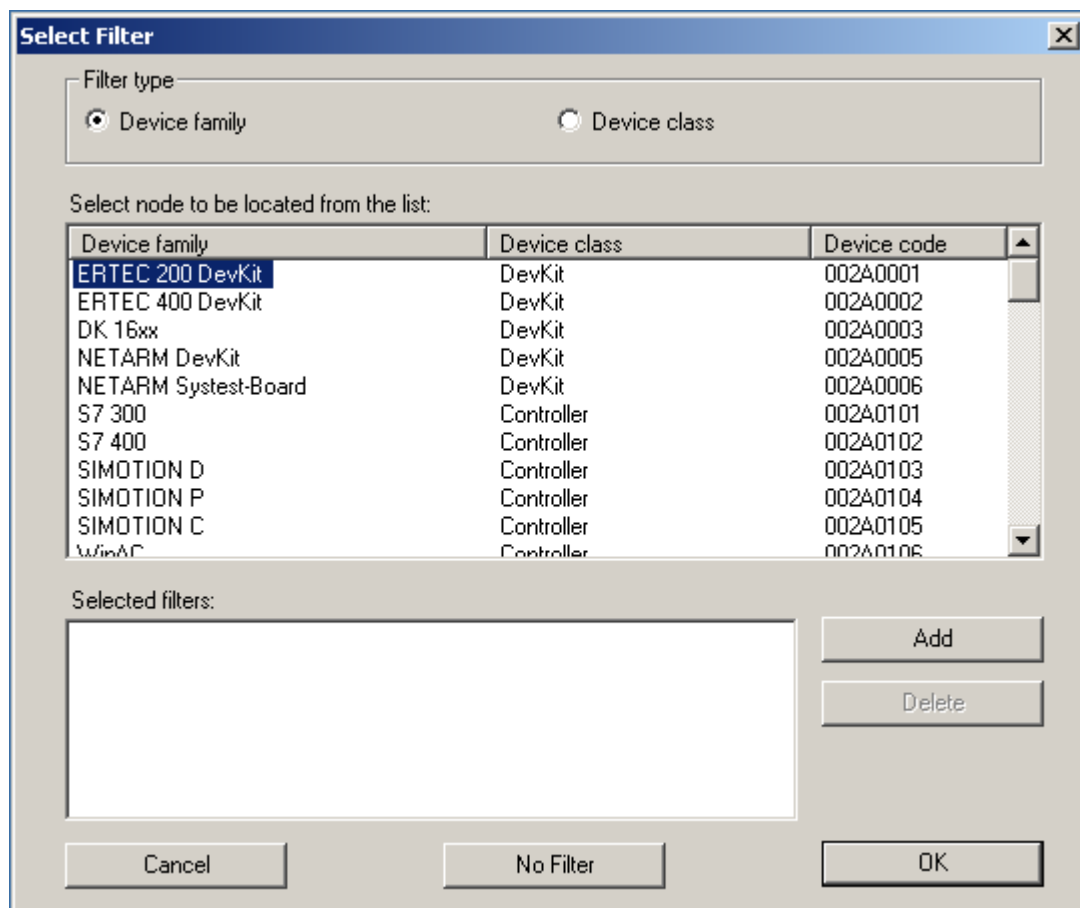 Select Filter
Filter type
Device family Device class
Select node to be located from the list:
Device family Device class Device code
ERTEC 200 DevKit DevKit 002A0001
ERTEC 400 DevKit DevKit 002A0002
DK 16xx DevKit 002A0003
NETARM DevKit DevKit 002A0005
NETARM Systest-Board DevKit 002A0006
S7 300 Controller 002A0101
S7 400 Controller 002A0102
SIMOTION D Controller 002A0103
SIMOTION P Controller 002A0104
SIMOTION C Controller 002A0105
WinAC Controller 002A0106
Selected filters:
Add
Delete
Cancel No Filter OK